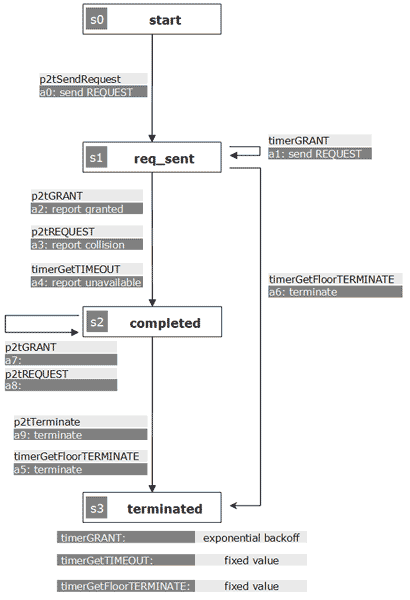 s0 start
p2tSendRequest
a0: send REQUEST
s1 req_sent
timerGRANT
a1: send REQUEST
p2tGRANT
a2: report granted
p2tREQUEST
a3: report collision
timerGetTIMEOUT
a4: report unavailable
timerGetFloorTERMINATE
a6: terminate
s2 completed
p2tGRANT
a7:
p2tREQUEST
a8:
p2tTerminate
a9: terminate
timerGetFloorTERMINATE
a5: terminate
s3 terminated
timerGRANT: exponential backoff
timerGetTIMEOUT: fixed value
timerGetFloorTERMINATE: fixed value